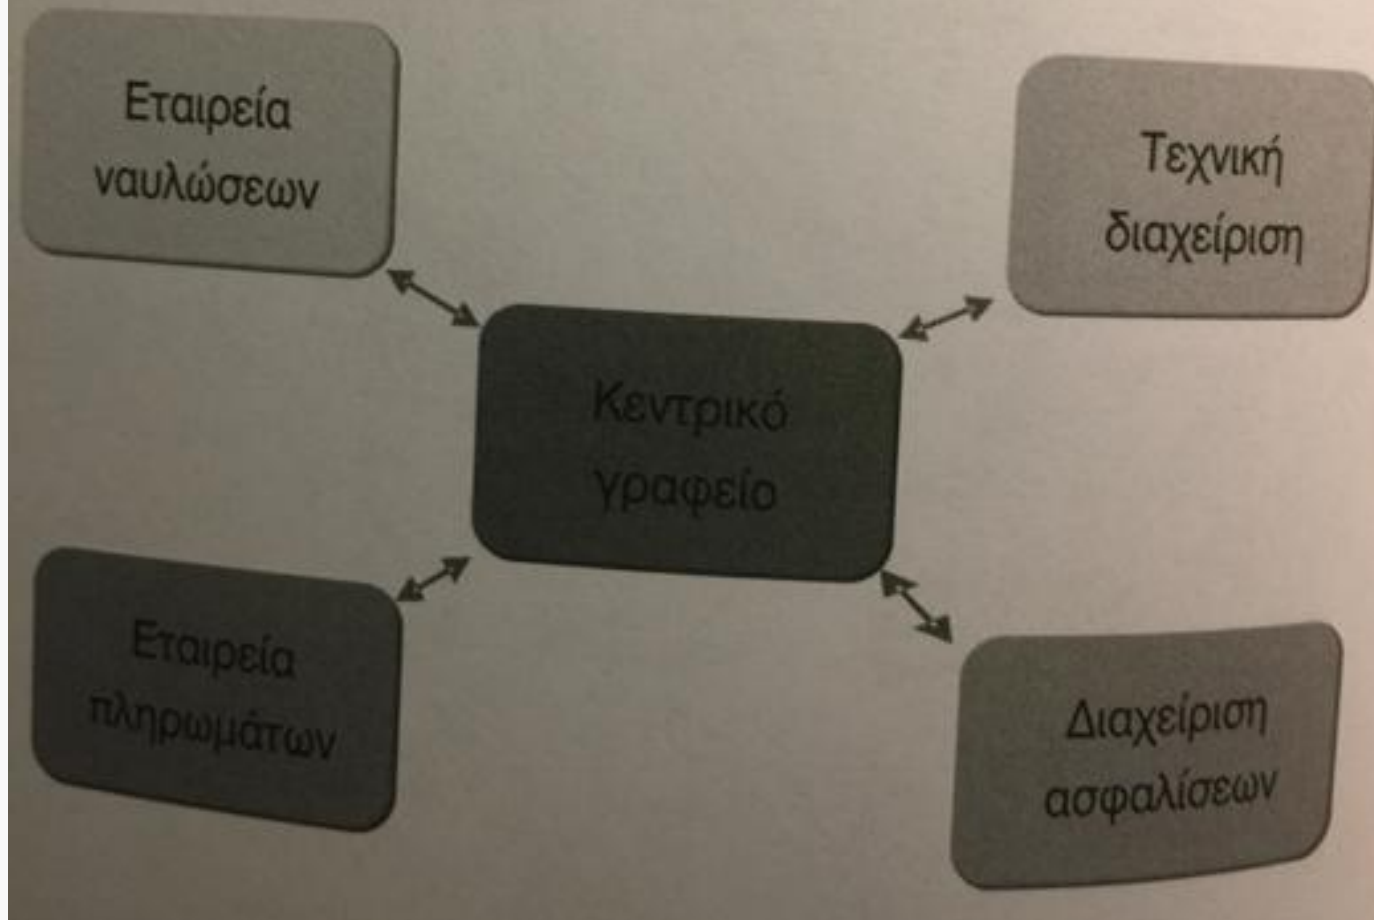 Εταιρεία
ναυλώσεων
Τεχνική
διαχείριση
Κεντρικό
γραφείο
Εταιρεία
πληρωμάτων
Διαχείριση
ασφαλίσεων